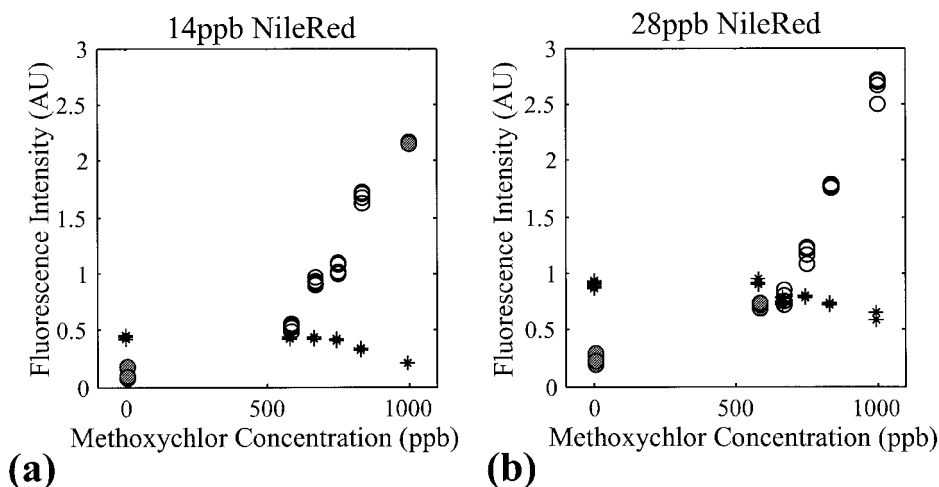 14ppb NileRed
Fluorescence Intensity (AU)
3
2.5
2
1.5
1
0.5
0
0 500 1000
Methoxychlor Concentration (ppb)
(a)
28ppb NileRed
Fluorescence Intensity (AU)
3
2.5
2
1.5
1
0.5
0
0 500 1000
Methoxychlor Concentration (ppb)
(b)